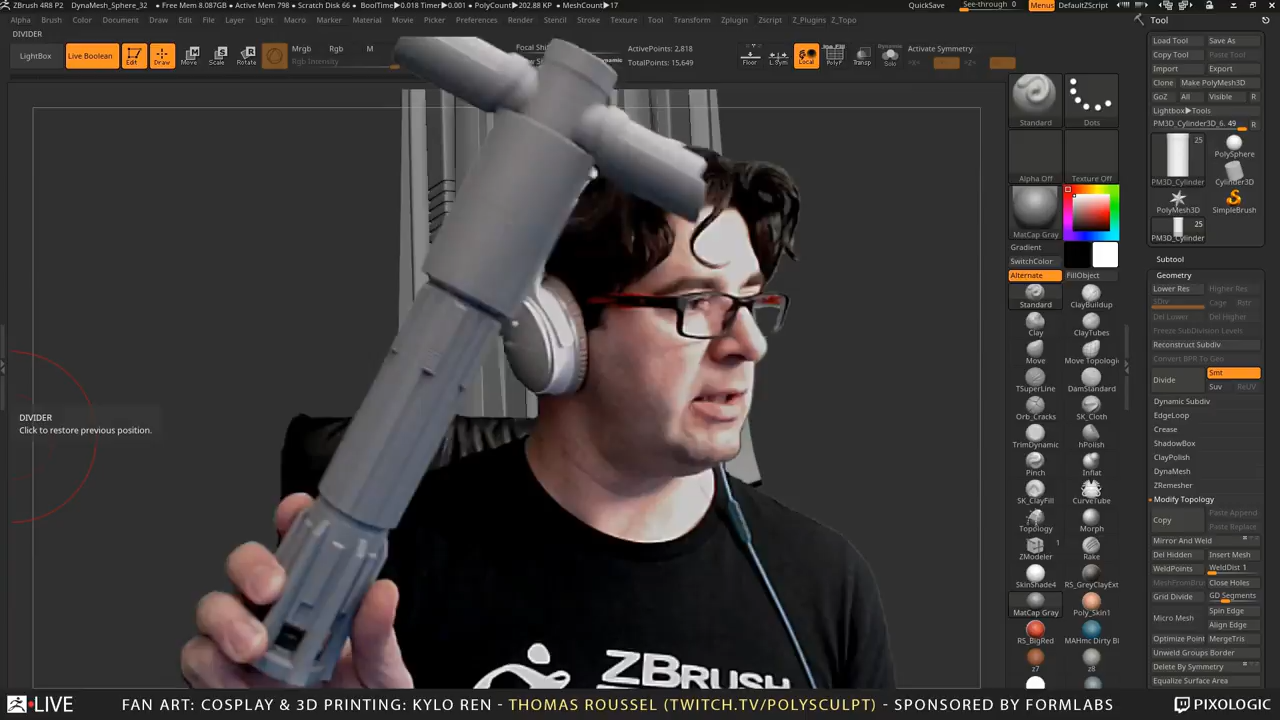 ZBrush 4R8 P2 DynaMesh_Sphere_32 • Free Mem 8.087GB • Active Mem 798 • Scratch Disk 66 • BoolTime▶0.018 Timer▶0.001 • PolyCount▶202.88 KP • MeshCount▶17
QuickSave See-through 0 Menus DefaultZScript
Alpha Brush Color Document Draw Edit File Layer Light Macro Marker Material Movie Picker Preferences Render Stencil Stroke Texture Tool Transform Zplugin Zscript Z_Plugins Z_Topo
DIVIDER
LightBox Live Boolean Edit Draw Move Scale Rotate
Mrgb Rgb M
Rgb Intensity
Focal Shi
ActivePoints: 2,818
TotalPoints: 15,649
Floor L.Sym Local PolyF Transp Solo
Dynamic
Activate Symmetry
Standard Dots
Alpha Off Texture Off
MatCap Gray
Gradient
SwitchColor
Alternate FillObject
Standard ClayBuildup
Clay ClayTubes
Move Move Topologic
TSuperLine DamStandard
Orb_Cracks SK_Cloth
TrimDynamic hPolish
Pinch Inflat
SK_ClayFill CurveTube
Topology Morph
ZModeler 1 Rake
SkinShade4 RS_GreyClayExt
MatCap Gray Poly_Skin1
RS_BigRed MAHmc Dirty Bl
z7 z8
Tool
Load Tool Save As
Copy Tool Paste Tool
Import Export
Clone Make PolyMesh3D
GoZ All Visible R
Lightbox▶Tools
PM3D_Cylinder3D_6. 49 R
25
PM3D_Cylinder
PolySphere
Cylinder3D
PolyMesh3D SimpleBrush
25
PM3D_Cylinder
Subtool
Geometry
Lower Res Higher Res
SDiv Cage Rstr
Del Lower Del Higher
Freeze SubDivision Levels
Reconstruct Subdiv
Convert BPR To Geo
Divide Smt
Suv ReUV
Dynamic Subdiv
EdgeLoop
Crease
ShadowBox
ClayPolish
DynaMesh
ZRemesher
Modify Topology
Copy Paste Append
Paste Replace
Mirror And Weld
Del Hidden Insert Mesh
WeldPoints WeldDist 1
MeshFromBru Close Holes
Grid Divide GD Segments
Micro Mesh Spin Edge
Align Edge
Optimize Point MergeTris
Unweld Groups Border
Delete By Symmetry
Equalize Surface Area
DIVIDER
Click to restore previous position.
ZBRUSH
LIVE FAN ART: COSPLAY & 3D PRINTING: KYLO REN - THOMAS ROUSSEL (TWITCH.TV/POLYSCULPT) - SPONSORED BY FORMLABS PIXOLOGIC